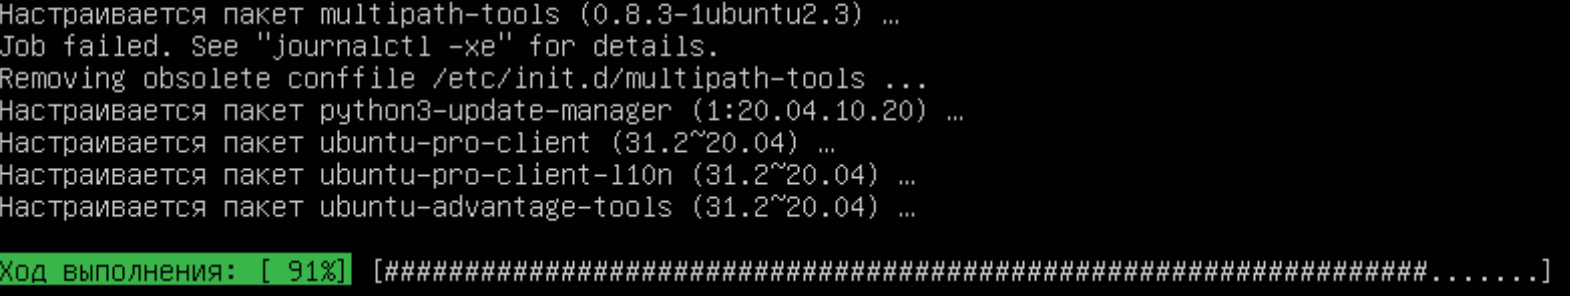 Настраивается пакет multipath-tools (0.8.3-1ubuntu2.3) …
Job failed. See "journalctl -xe" for details.
Removing obsolete conffile /etc/init.d/multipath-tools ...
Настраивается пакет python3-update-manager (1:20.04.10.20) …
Настраивается пакет ubuntu-pro-client (31.2~20.04) …
Настраивается пакет ubuntu-pro-client-l10n (31.2~20.04) …
Настраивается пакет ubuntu-advantage-tools (31.2~20.04) …
Ход выполнения: [ 91%] [#################################################################.......]